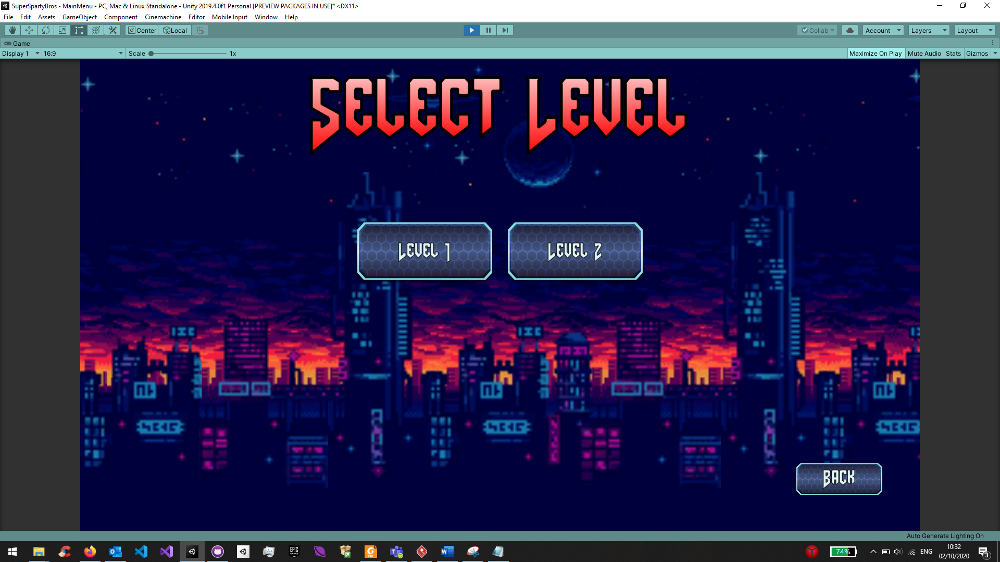 SuperSpartyBros - MainMenu - PC, Mac & Linux Standalone - Unity 2019.4.0f1 Personal [PREVIEW PACKAGES IN USE]* <DX11>
File Edit Assets GameObject Component Cinemachine Editor Mobile Input Window Help
Center Local Collab Account Layers Layout
Game
Display 1 16:9 Scale 1x Maximize On Play Mute Audio Stats Gizmos
SELECT LEVEL
LEVEL 1 LEVEL 2
BACK
Auto Generate Lighting On
EPIC
GAMES
PDF
74% ENG
10:32
02/10/2020
3